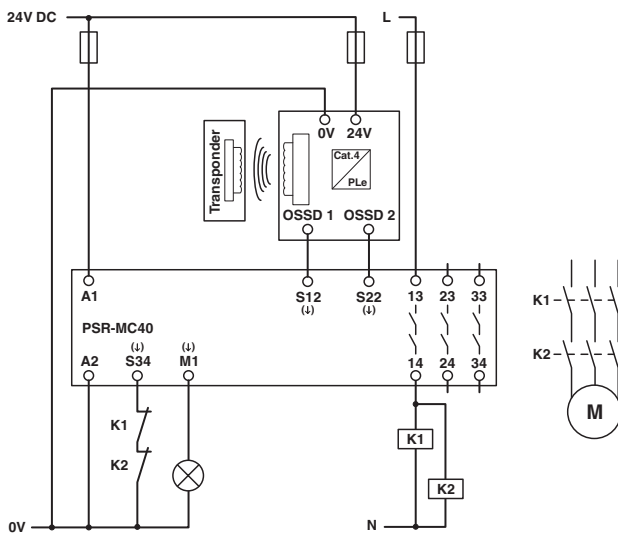 24V DC
L
Transponder
0V 24V
Cat.4
PLe
OSSD 1 OSSD 2
A1
S12 S22 13 23 33
(↓) (↓)
PSR-MC40
(↓) (↓)
A2 S34 M1 14 24 34
K1
K2
K1
K2
K1
K2
M
0V
N